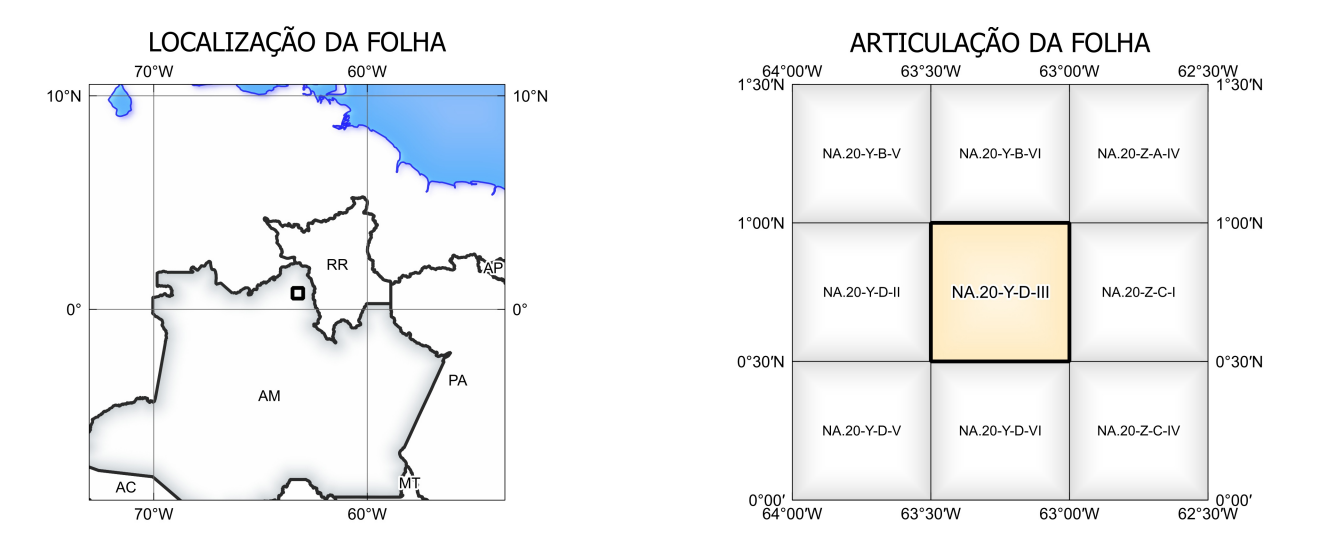 LOCALIZAÇÃO DA FOLHA
70°W 60°W
10°N 10°N
RR
AP
0° 0°
PA
AM
MT
AC
70°W 60°W
ARTICULAÇÃO DA FOLHA
64°00'W 63°30'W 63°00'W 62°30'W
1°30'N 1°30'N
NA.20-Y-B-V NA.20-Y-B-VI NA.20-Z-A-IV
1°00'N 1°00'N
NA.20-Y-D-II NA.20-Y-D-III NA.20-Z-C-I
0°30'N 0°30'N
NA.20-Y-D-V NA.20-Y-D-VI NA.20-Z-C-IV
0°00' 0°00'
64°00'W 63°30'W 63°00'W 62°30'W